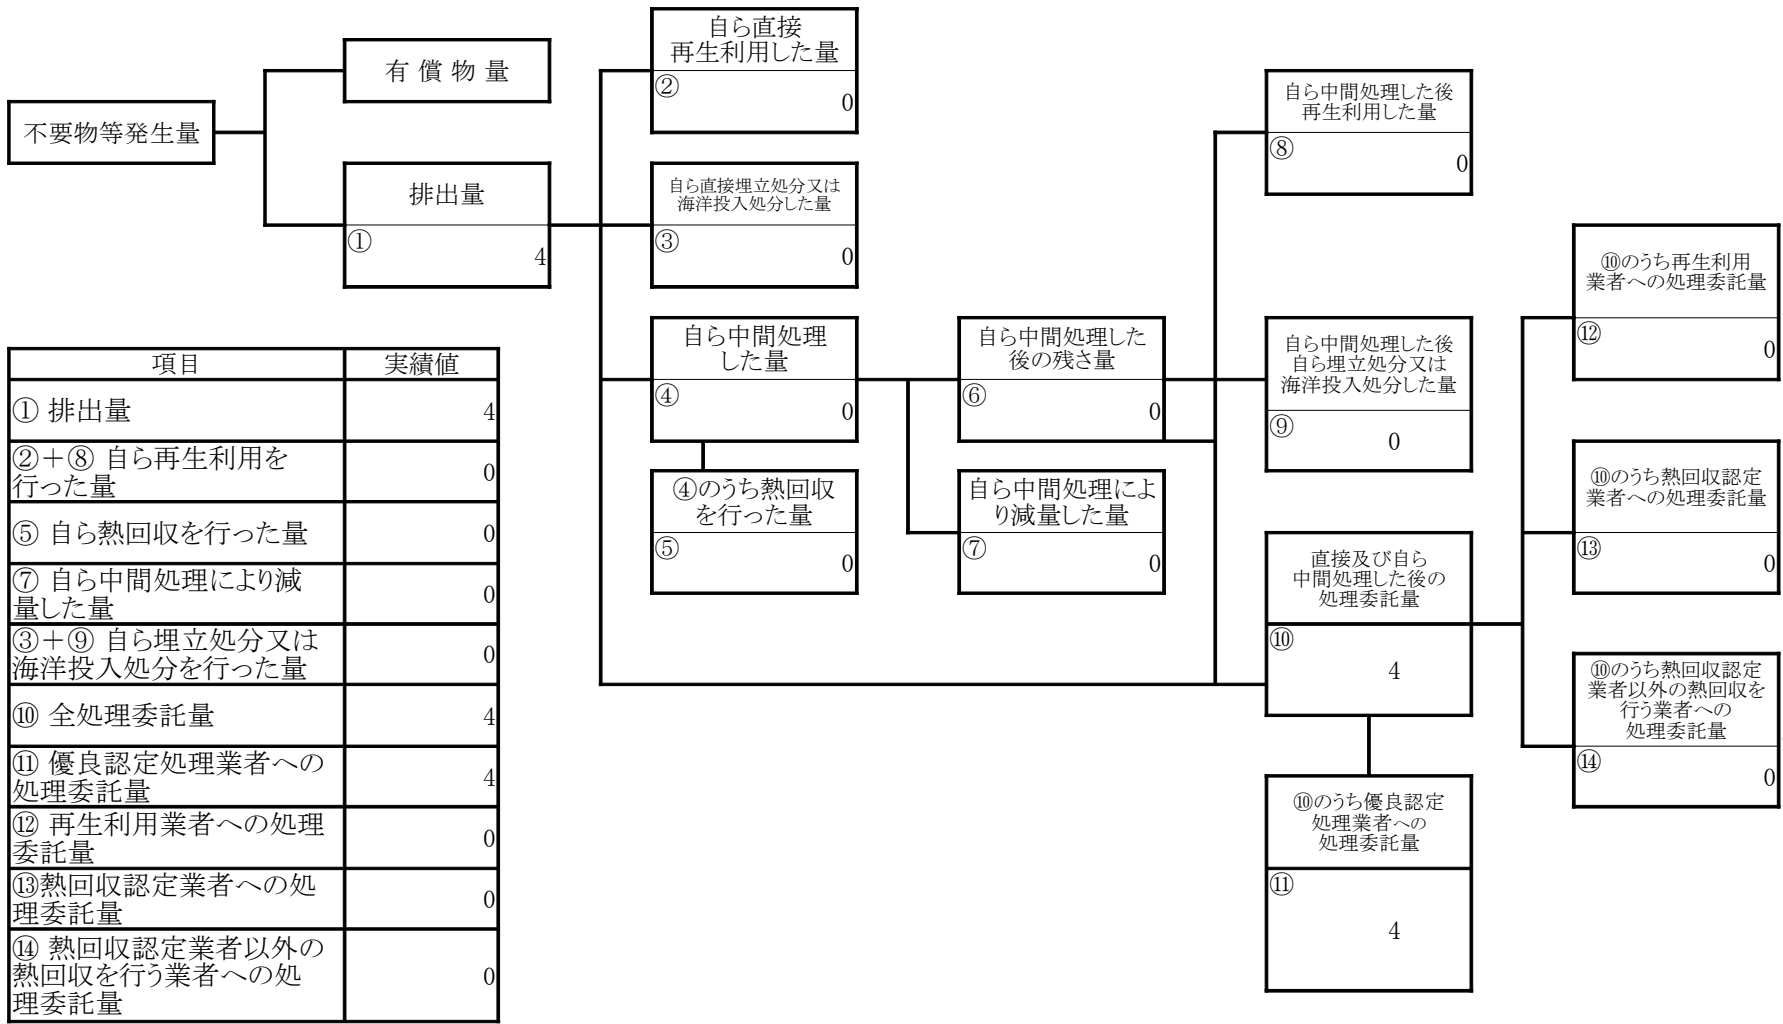 不要物等発生量
有 償 物 量
排出量
①
4
自ら直接
再生利用した量
②
0
自ら直接埋立処分又は
海洋投入処分した量
③
0
自ら中間処理
した量
④
0
④のうち熱回収
を行った量
⑤
0
自ら中間処理した
後の残さ量
⑥
0
自ら中間処理によ
り減量した量
⑦
0
自ら中間処理した後
再生利用した量
⑧
0
自ら中間処理した後
自ら埋立処分又は
海洋投入処分した量
⑨
0
直接及び自ら
中間処理した後の
処理委託量
⑩
4
⑩のうち優良認定
処理業者への
処理委託量
⑪
4
⑩のうち再生利用
業者への処理委託量
⑫
0
⑩のうち熱回収認定
業者への処理委託量
⑬
0
⑩のうち熱回収認定
業者以外の熱回収を
行う業者への
処理委託量
⑭
0
項目 実績値
① 排出量 4
②＋⑧ 自ら再生利用を
行った量 0
⑤ 自ら熱回収を行った量 0
⑦ 自ら中間処理により減
量した量 0
③＋⑨ 自ら埋立処分又は
海洋投入処分を行った量 0
⑩ 全処理委託量 4
⑪ 優良認定処理業者への
処理委託量 4
⑫ 再生利用業者への処理
委託量 0
⑬熱回収認定業者への処
理委託量 0
⑭ 熱回収認定業者以外の
熱回収を行う業者への処
理委託量 0